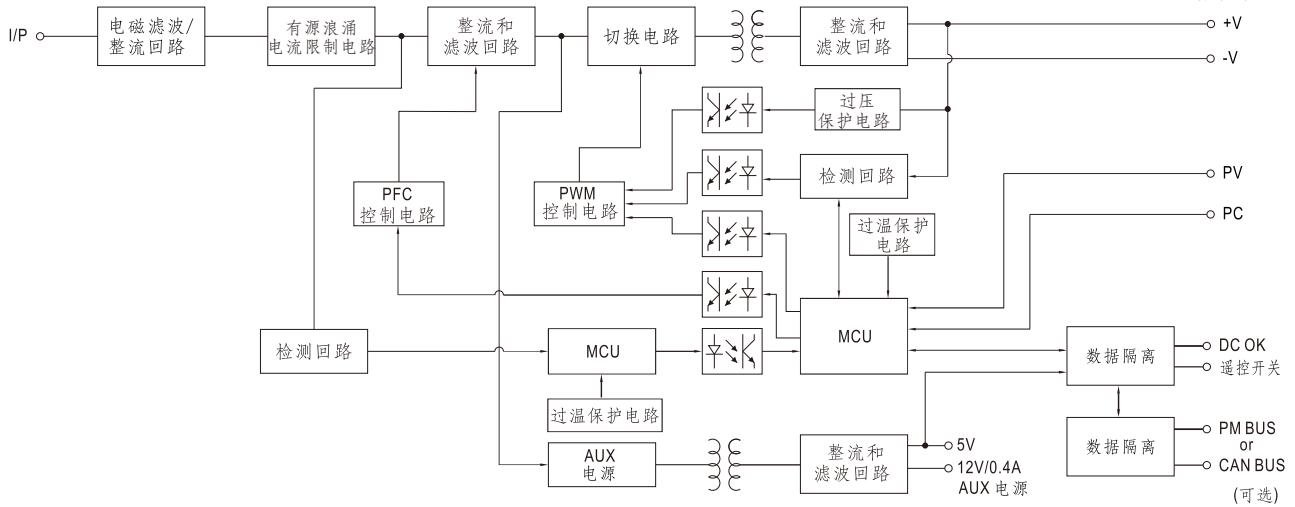 I/P
电磁滤波/
整流回路
有源浪涌
电流限制电路
整流和
滤波回路
切换电路
整流和
滤波回路
+V
-V
过压
保护电路
PFC
控制电路
PWM
控制电路
检测回路
过温保护
电路
PV
PC
检测回路
MCU
MCU
过温保护电路
数据隔离
DC OK
遥控开关
AUX
电源
整流和
滤波回路
5V
12V/0.4A
AUX 电源
数据隔离
PM BUS
or
CAN BUS
(可选)